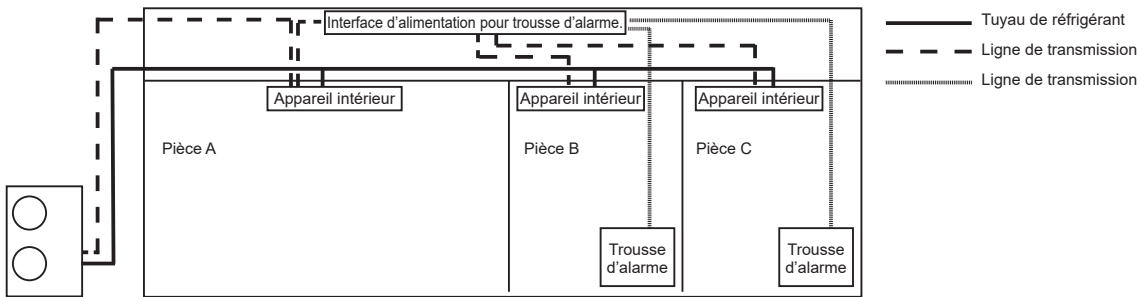 Interface d'alimentation pour trousse d'alarme.
Tuyau de réfrigérant
Ligne de transmission
Ligne de transmission
Appareil intérieur
Appareil intérieur
Appareil intérieur
Pièce A
Pièce B
Pièce C
Trousse
d'alarme
Trousse
d'alarme